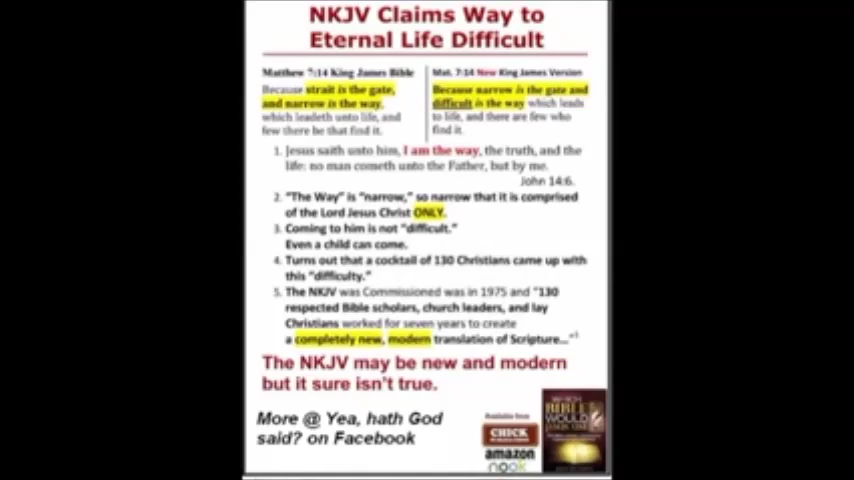 NKJV Claims Way to
Eternal Life Difficult
Matthew 7:14 King James Bible
Because strait is the gate,
and narrow is the way,
which leadeth unto life, and
few there be that find it.
Mat. 7:14 New King James Version
Because narrow is the gate and
difficult is the way which leads
to life, and there are few who
find it.
1. Jesus saith unto him, I am the way, the truth, and the
life: no man cometh unto the Father, but by me.
John 14:6.
2. “The Way” is “narrow,” so narrow that it is comprised
of the Lord Jesus Christ ONLY.
3. Coming to him is not “difficult.”
Even a child can come.
4. Turns out that a cocktail of 130 Christians came up with
this “difficulty.”
5. The NKJV was Commissioned was in 1975 and “130
respected Bible scholars, church leaders, and lay
Christians worked for seven years to create
a completely new, modern translation of Scripture…”
The NKJV may be new and modern
but it sure isn’t true.
More @ Yea, hath God
said? on Facebook
Available from
CHICK
amazon
nook
WHICH
BIBLE
WOULD
JESUS USE?